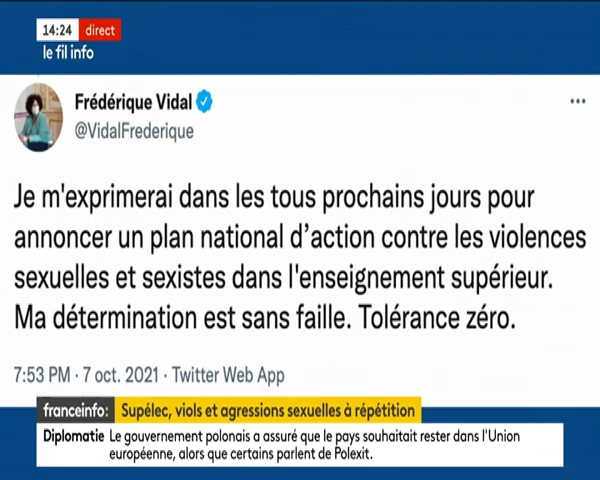 14:24 direct
le fil info
Frédérique Vidal
@VidalFrederique
Je m'exprimerai dans les tous prochains jours pour
annoncer un plan national d’action contre les violences
sexuelles et sexistes dans l'enseignement supérieur.
Ma détermination est sans faille. Tolérance zéro.
7:53 PM · 7 oct. 2021 · Twitter Web App
franceinfo: Supélec, viols et agressions sexuelles à répétition
Diplomatie Le gouvernement polonais a assuré que le pays souhaitait rester dans l'Union
européenne, alors que certains parlent de Polexit.